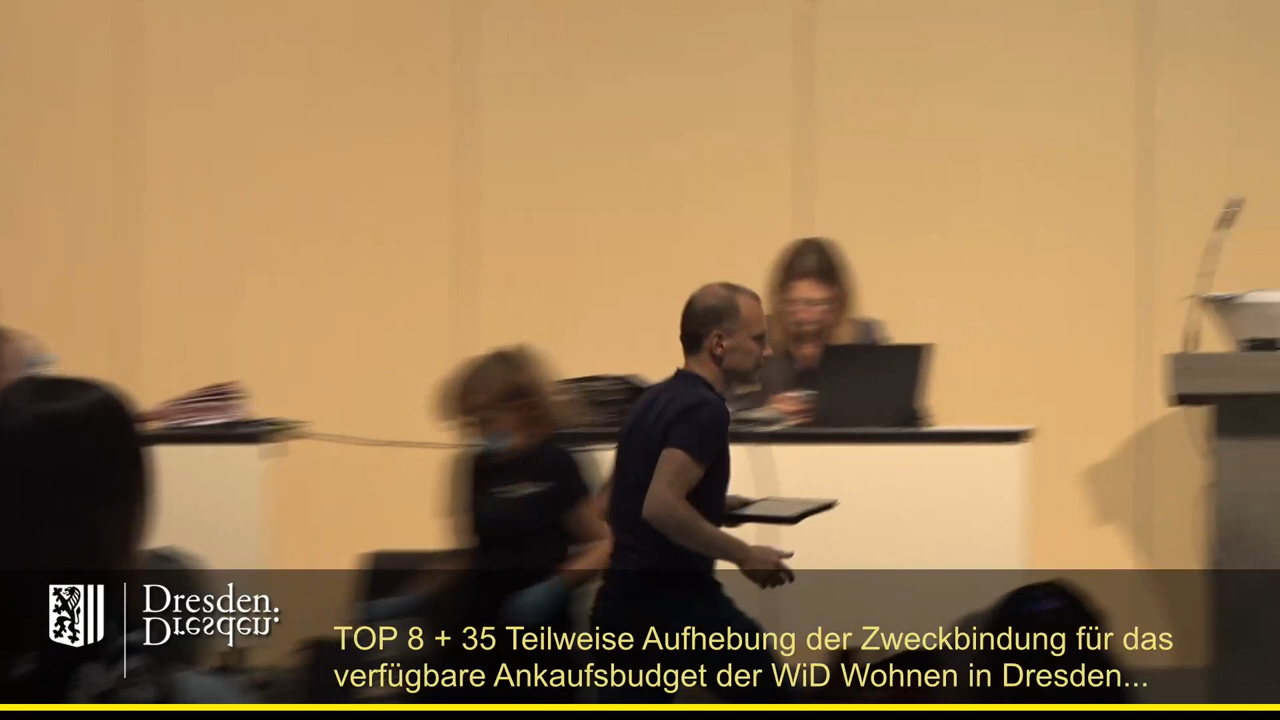 Dresden.
Dresden.
TOP 8 + 35 Teilweise Aufhebung der Zweckbindung für das
verfügbare Ankaufsbudget der WiD Wohnen in Dresden...